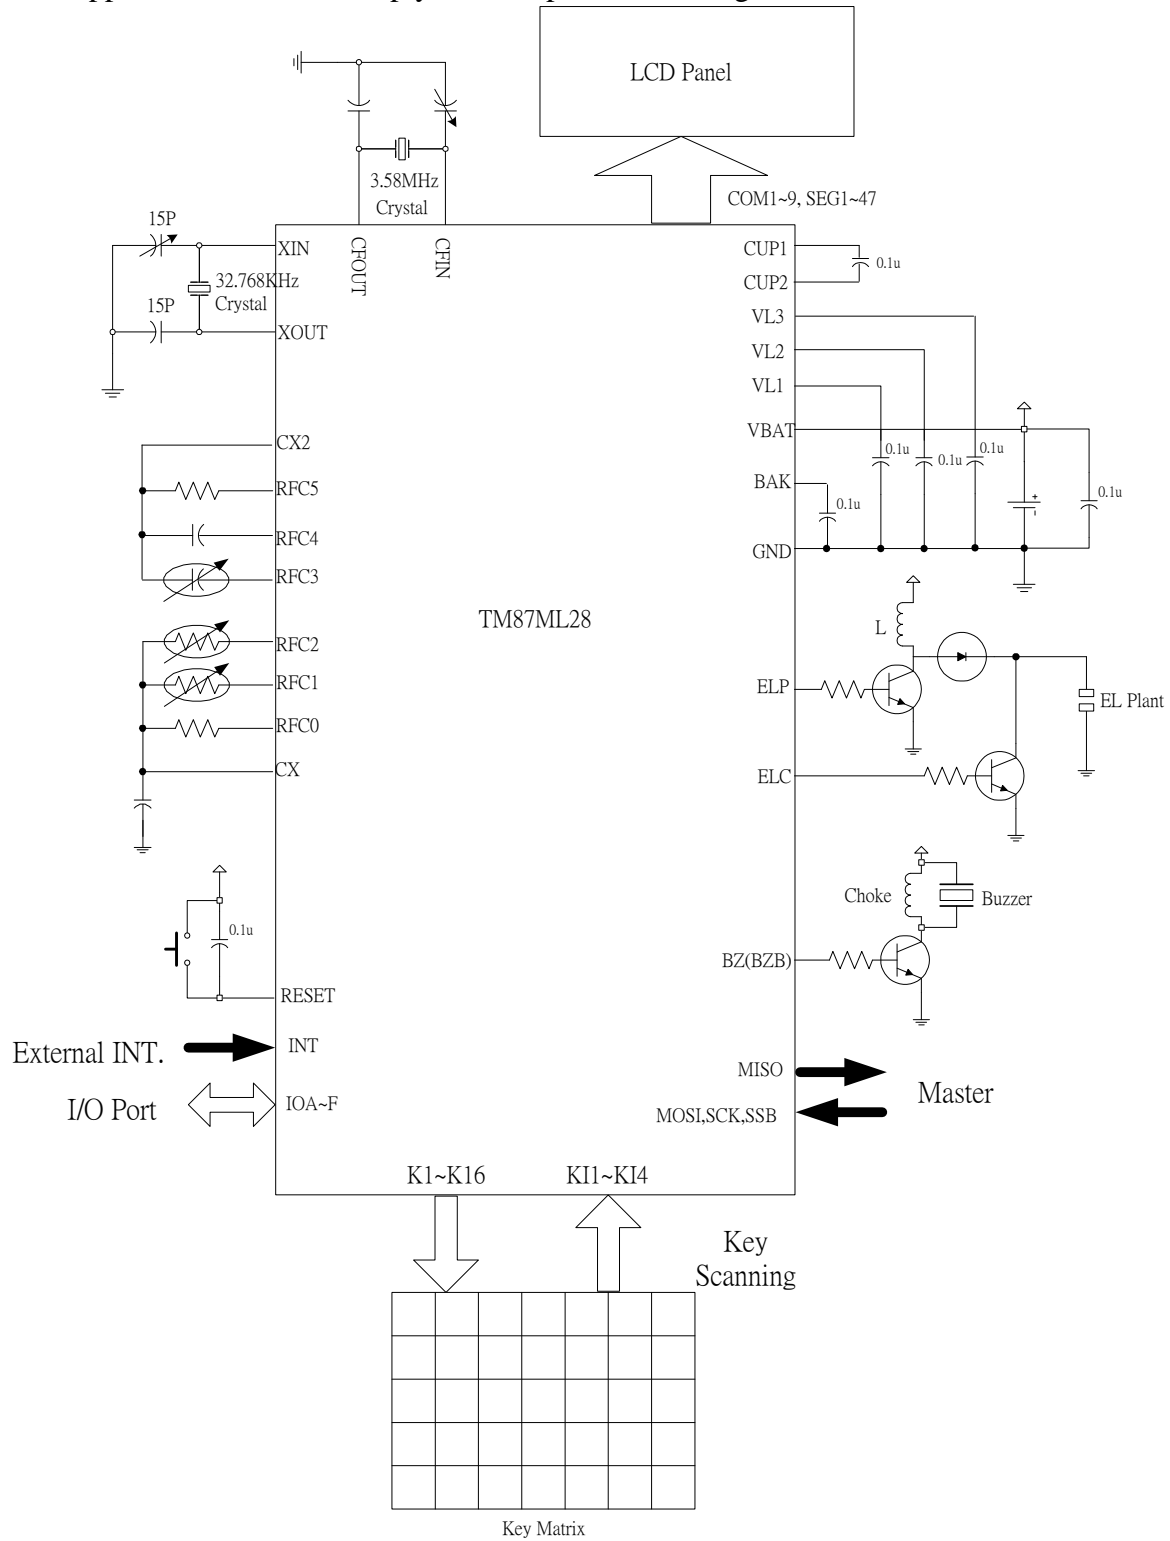 LCD Panel
3.58MHz
Crystal
COM1~9, SEG1~47
15P
XIN
CFOUT
CFIN
CUP1
0.1u
CUP2
32.768KHz
Crystal
15P
XOUT
VL3
VL2
VL1
VBAT
CX2
0.1u
0.1u
0.1u
BAK
RFC5
0.1u
0.1u
RFC4
GND
RFC3
TM87ML28
L
RFC2
RFC1
ELP
EL Plant
RFC0
CX
ELC
Choke
Buzzer
0.1u
BZ(BZB)
RESET
External INT.
INT
MISO
Master
I/O Port
IOA~F
MOSI,SCK,SSB
K1~K16
KI1~KI4
Key
Scanning
Key Matrix